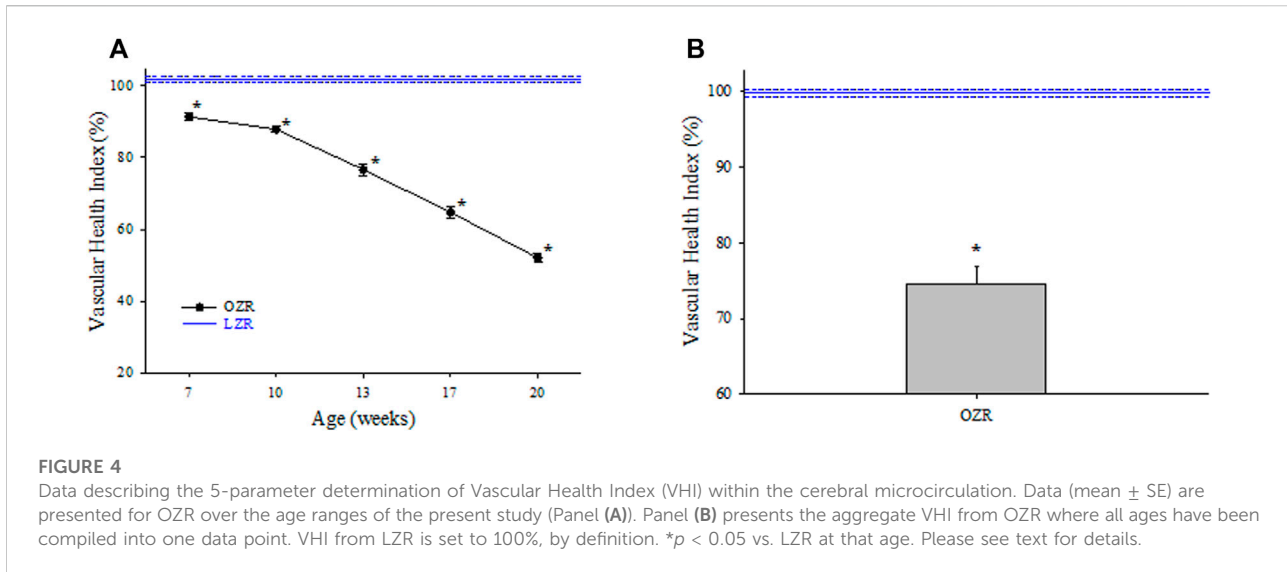 A
Vascular Health Index (%)
100
80
60
40
20
*
*
*
*
*
OZR
LZR
7
10
13
17
20
Age (weeks)
B
Vascular Health Index (%)
100
90
80
70
60
*
OZR
FIGURE 4
Data describing the 5-parameter determination of Vascular Health Index (VHI) within the cerebral microcirculation. Data (mean ± SE) are
presented for OZR over the age ranges of the present study (Panel (A)). Panel (B) presents the aggregate VHI from OZR where all ages have been
compiled into one data point. VHI from LZR is set to 100%, by definition. *p < 0.05 vs. LZR at that age. Please see text for details.